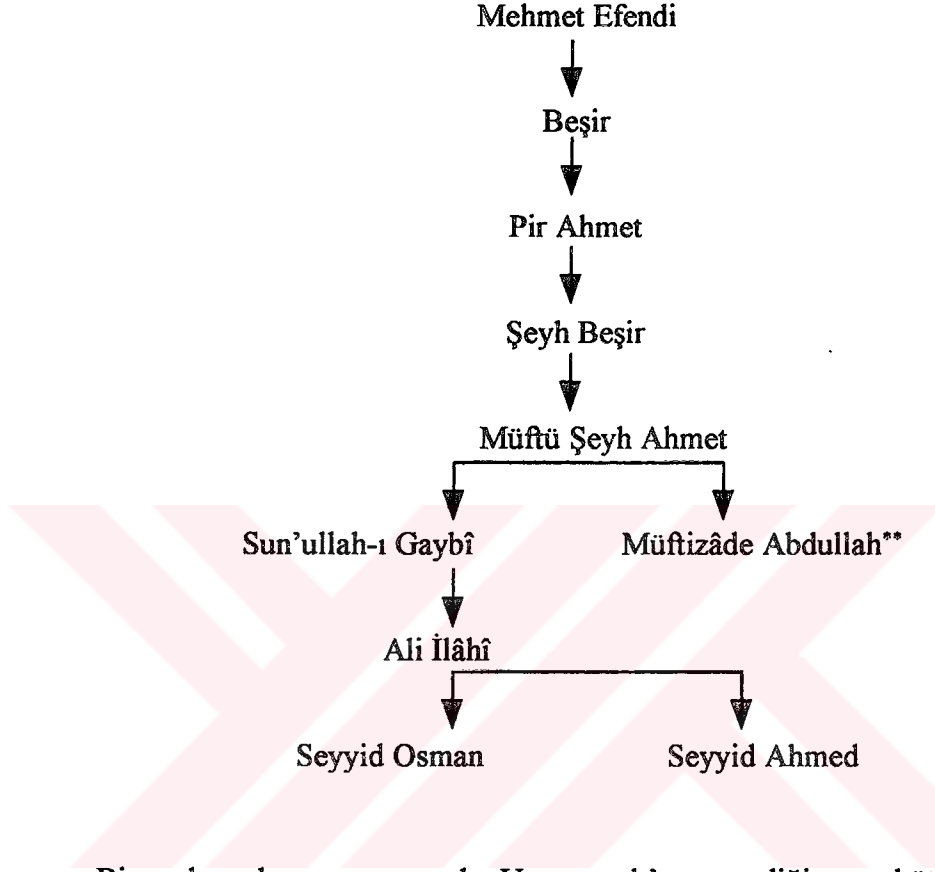 Mehmet Efendi
Beşir
Pir Ahmet
Şeyh Beşir
Müftü Şeyh Ahmet
Sun'ullah-ı Gaybî Müftizâde Abdullah**
Ali İlâhî
Seyyid Osman Seyyid Ahmed